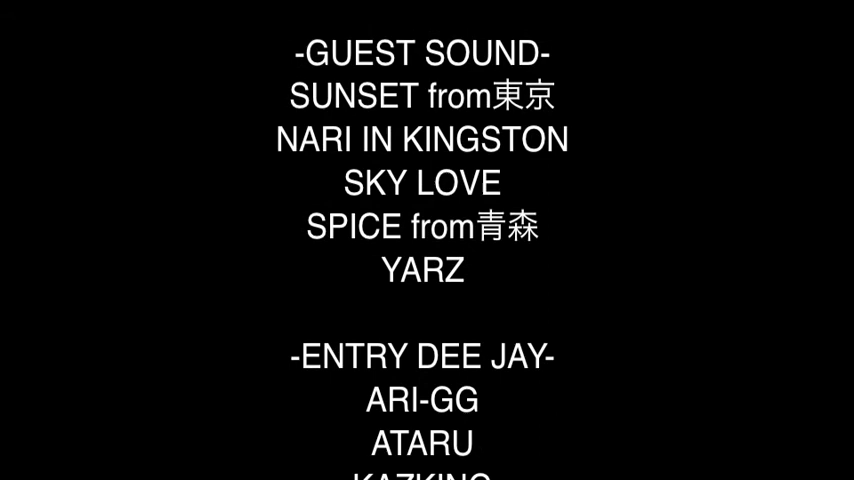 -GUEST SOUND-
SUNSET from東京
NARI IN KINGSTON
SKY LOVE
SPICE from青森
YARZ
-ENTRY DEE JAY-
ARI-GG
ATARU